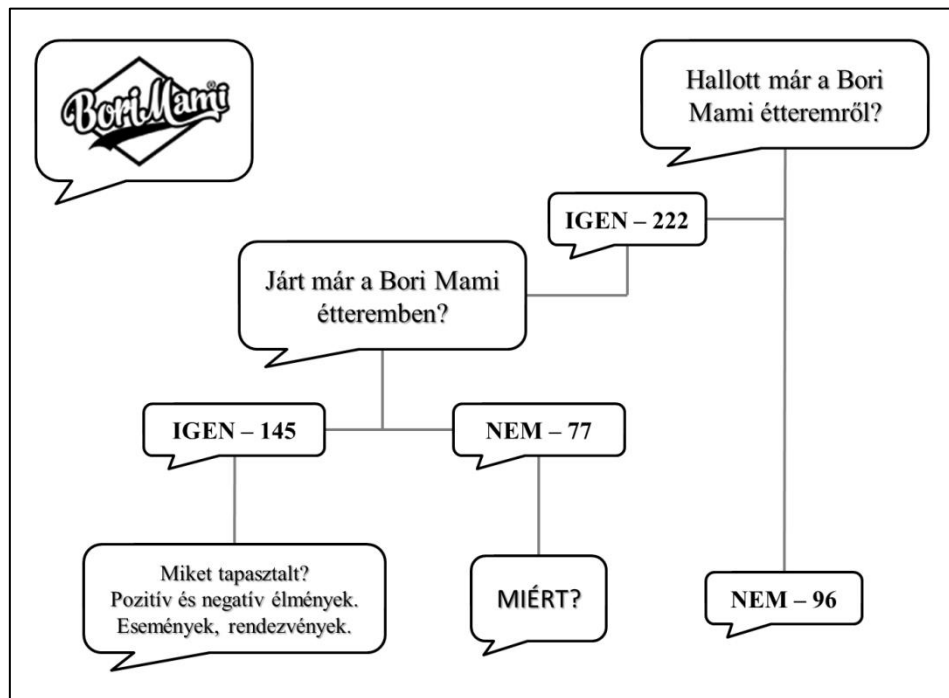 BoriMami®
Hallott már a Bori
Mami étteremről?
IGEN – 222
Járt már a Bori Mami
étteremben?
IGEN – 145
NEM – 77
Miket tapasztalt?
Pozitív és negatív élmények.
Események, rendezvények.
MIÉRT?
NEM – 96